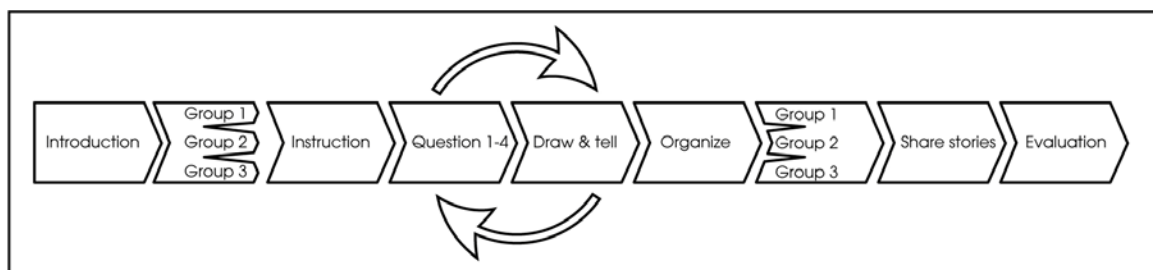 Introduction
Group 1
Group 2
Group 3
Instruction
Question 1-4
Draw & tell
Organize
Group 1
Group 2
Group 3
Share stories
Evaluation